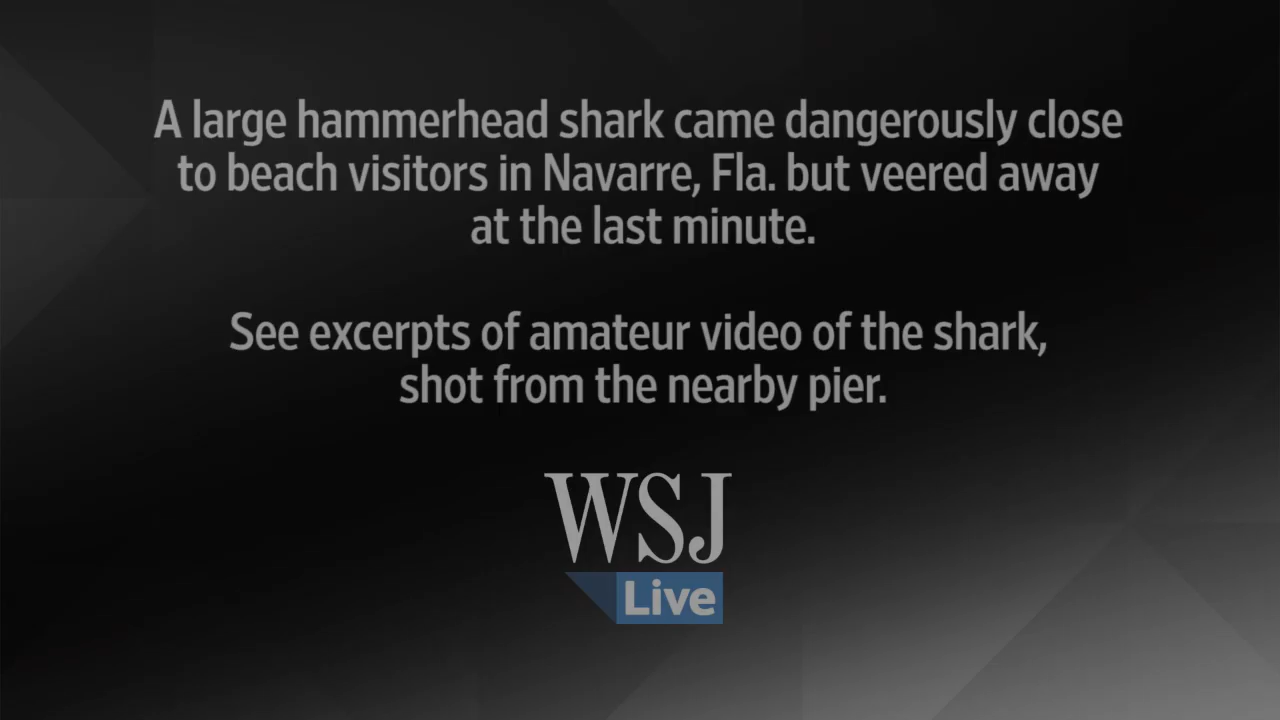 A large hammerhead shark came dangerously close
to beach visitors in Navarre, Fla. but veered away
at the last minute.
See excerpts of amateur video of the shark,
shot from the nearby pier.
WSJ
Live